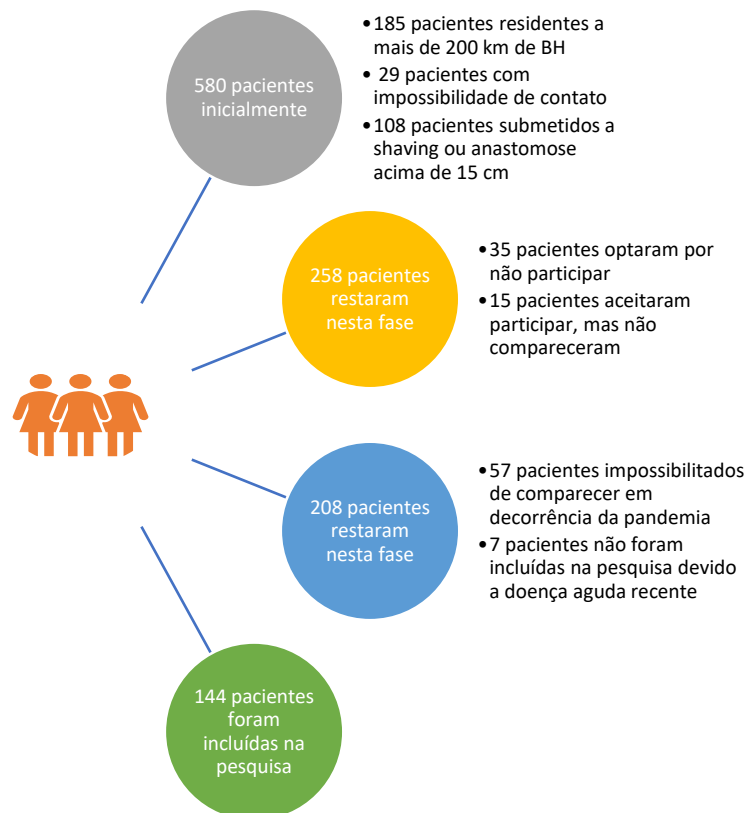 580 pacientes
inicialmente
•185 pacientes residentes a
mais de 200 km de BH
• 29 pacientes com
impossibilidade de contato
•108 pacientes submetidos a
shaving ou anastomose
acima de 15 cm
258 pacientes
restaram
nesta fase
•35 pacientes optaram por
não participar
•15 pacientes aceitaram
participar, mas não
compareceram
208 pacientes
restaram
nesta fase
•57 pacientes impossibilitados
de comparecer em
decorrência da pandemia
•7 pacientes não foram
incluídas na pesquisa devido
a doença aguda recente
144 pacientes
foram
incluídas na
pesquisa